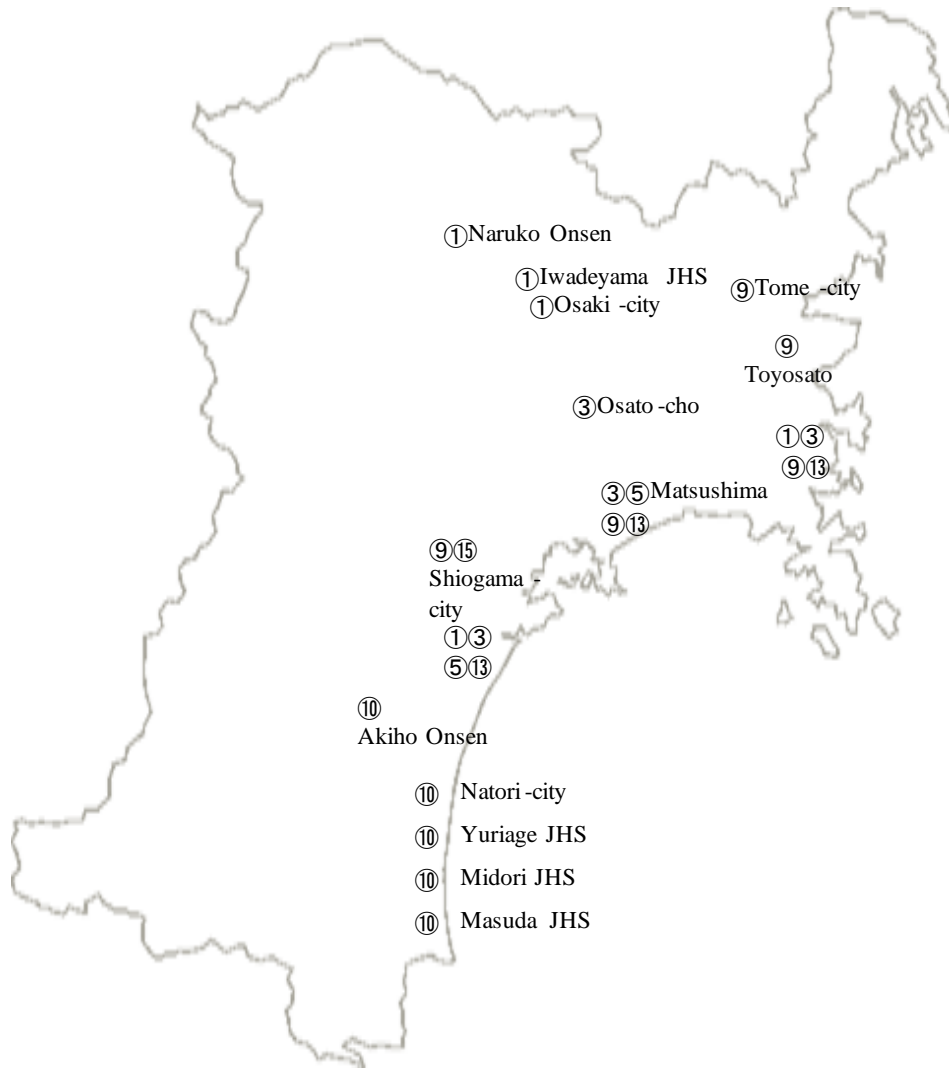 ①Naruko Onsen
①Iwadeyama JHS
⑨Tome -city
①Osaki -city
⑨
Toyosato
③Osato -cho
①③
⑨⑬
③⑤Matsushima
⑨⑬
⑨⑮
Shiogama -
city
①③
⑤⑬
⑩
Akiho Onsen
⑩ Natori -city
⑩ Yuriage JHS
⑩ Midori JHS
⑩ Masuda JHS